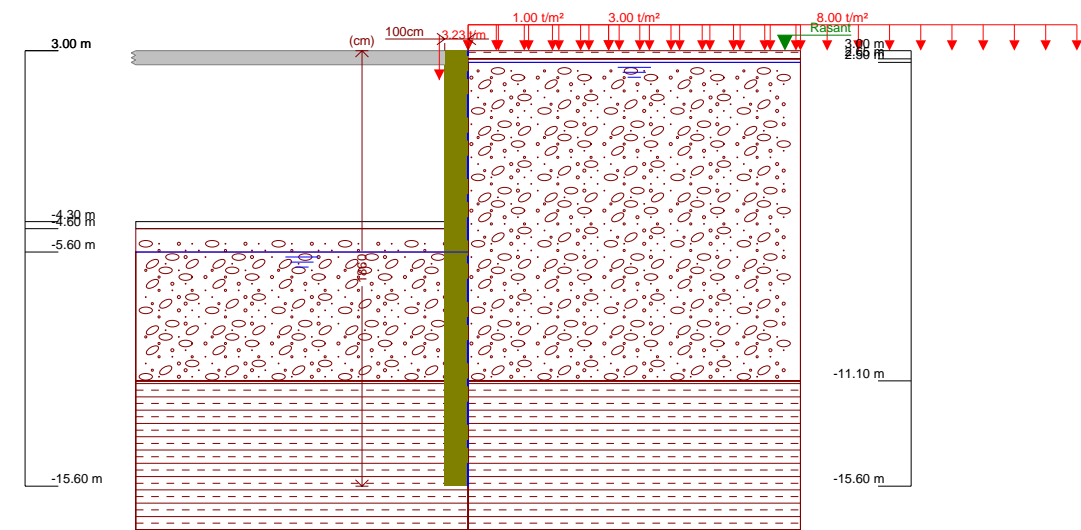 1.00 t/m²
3.00 t/m²
8.00 t/m²
100cm
3.23 t/m
Rasant
(cm)
3.00 m
3.00 m
2.50 m
-4.30 m
-4.60 m
-5.60 m
1860
-11.10 m
-15.60 m
-15.60 m